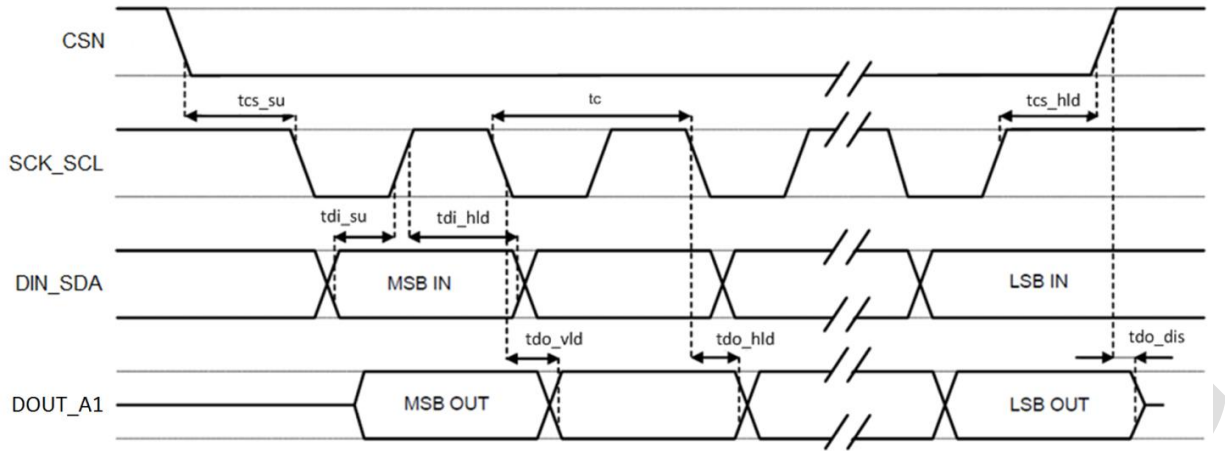 CSN
tcs_su
tc
tcs_hld
SCK_SCL
tdi_su
tdi_hld
DIN_SDA
MSB IN
LSB IN
tdo_vld
tdo_hld
tdo_dis
DOUT_A1
MSB OUT
LSB OUT